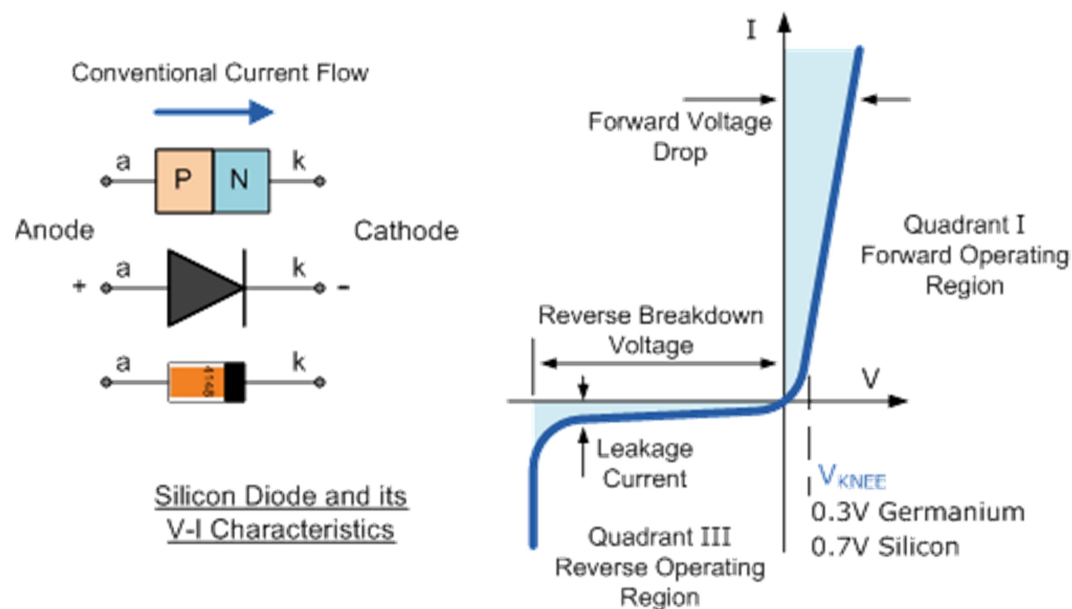 Conventional Current Flow
a
P
N
k
Anode
Cathode
+
a
k
-
a
4148
k
Silicon Diode and its
V-I Characteristics
I
Forward Voltage
Drop
Quadrant I
Forward Operating
Region
Reverse Breakdown
Voltage
V
Leakage
Current
VKNEE
0.3V Germanium
0.7V Silicon
Quadrant III
Reverse Operating
Region